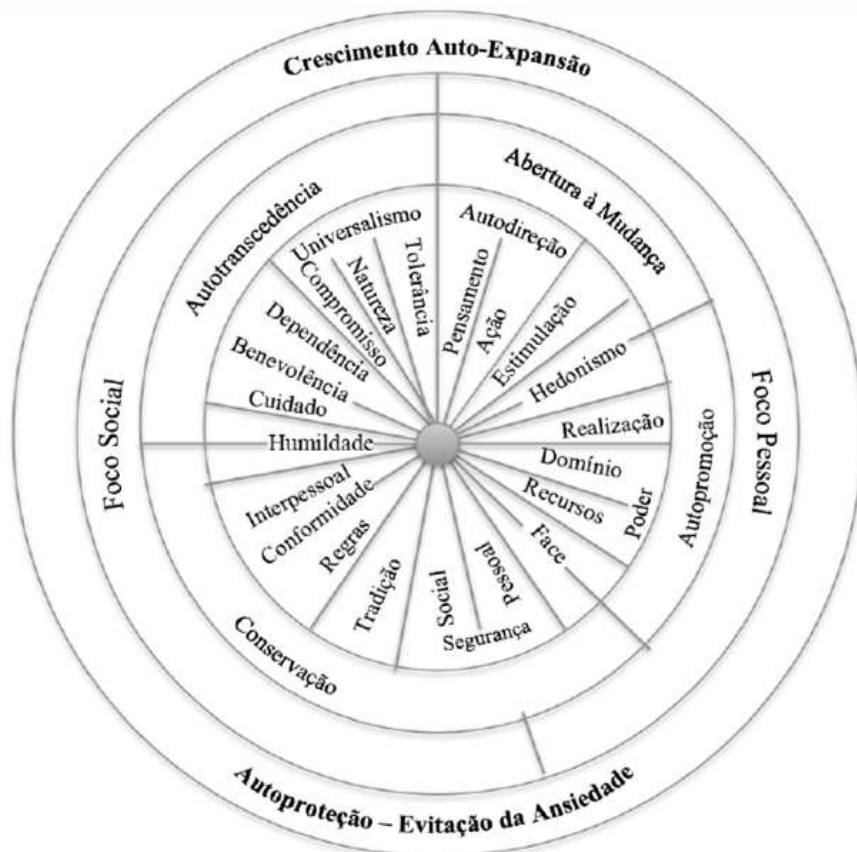 Crescimento Auto-Expansão
Abertura à Mudança
Autotranscedência
Foco Social
Foco Pessoal
Autopromoção
Conservação
Universalismo
Tolerância
Natureza
Compromisso
Dependência
Benevolência
Cuidado
Humildade
Interpessoal
Conformidade
Regras
Tradição
Social
Segurança
Pessoal
Face
Poder
Recursos
Domínio
Realização
Hedonismo
Estimulação
Ação
Pensamento
Autodireção
Autoproteção – Evitação da Ansiedade